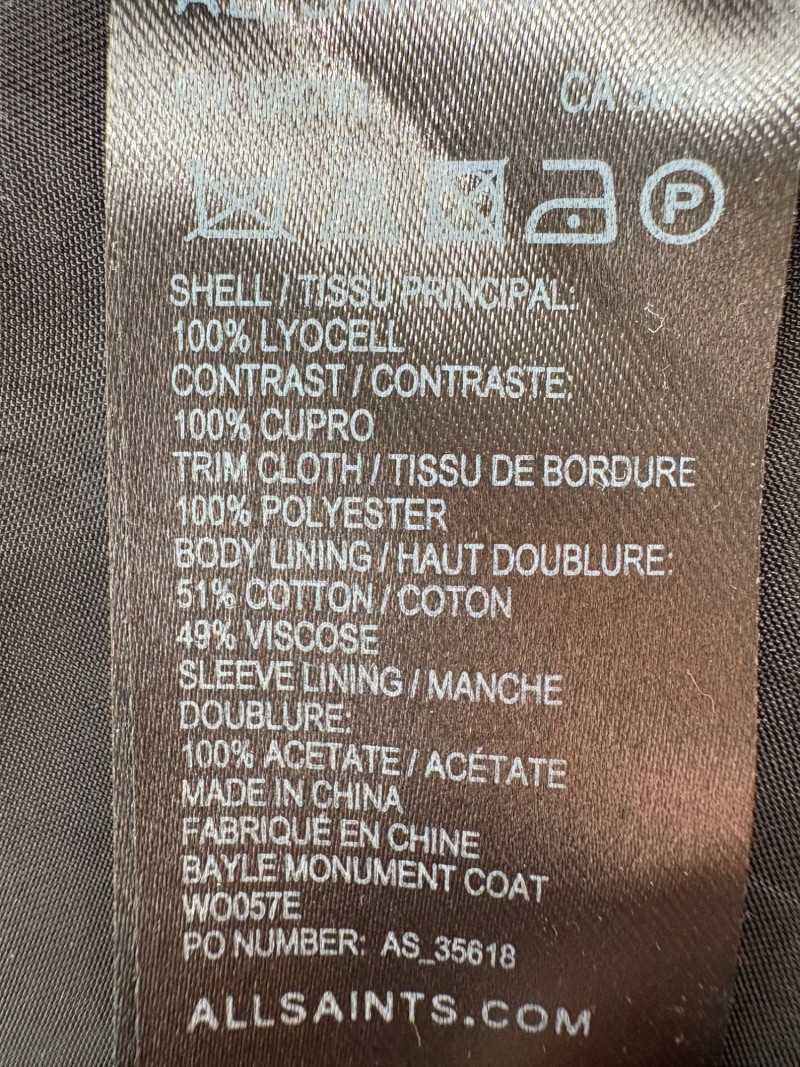 CA
SHELL / TISSU PRINCIPAL:
100% LYOCELL
CONTRAST / CONTRASTE:
100% CUPRO
TRIM CLOTH / TISSU DE BORDURE
100% POLYESTER
BODY LINING / HAUT DOUBLURE:
51% COTTON / COTON
49% VISCOSE
SLEEVE LINING / MANCHE
DOUBLURE:
100% ACETATE / ACÉTATE
MADE IN CHINA
FABRIQUÉ EN CHINE
BAYLE MONUMENT COAT
WO057E
PO NUMBER: AS_35618
ALLSAINTS.COM